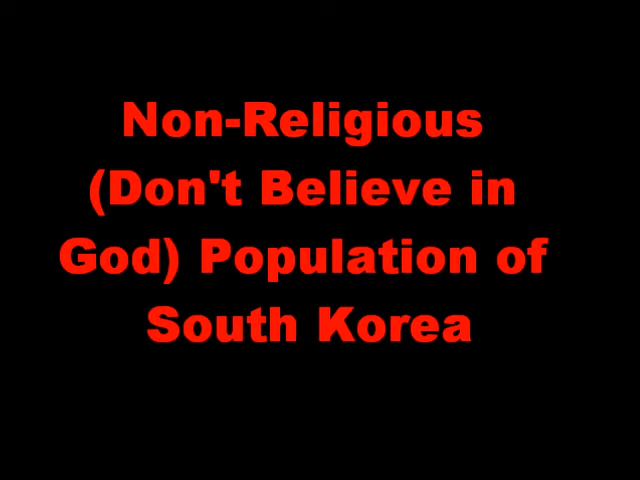 Non-Religious
(Don't Believe in
God) Population of
South Korea